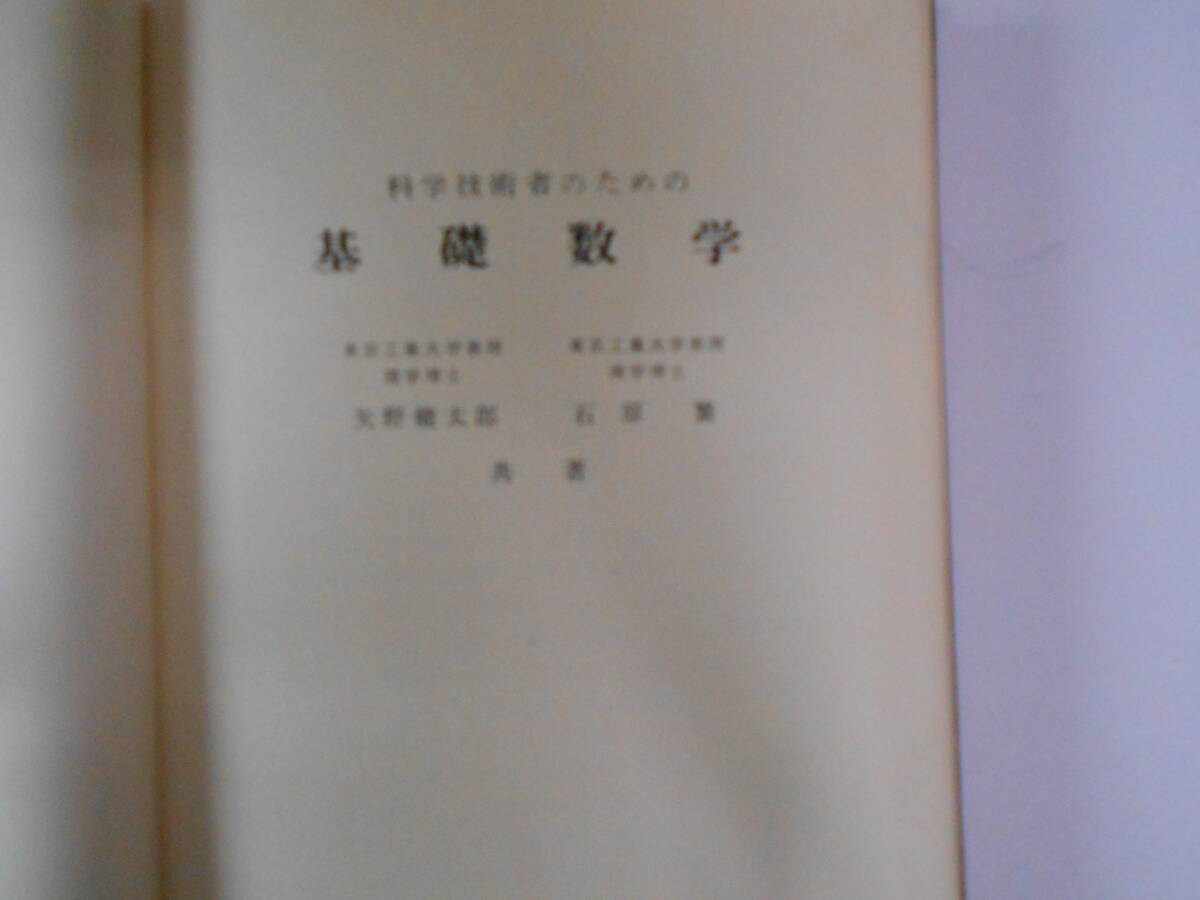 科学技術者のための
基礎数学
東京工業大学教授 東京工業大学教授
理学博士 理学博士
矢野健太郎 石原繁
共著